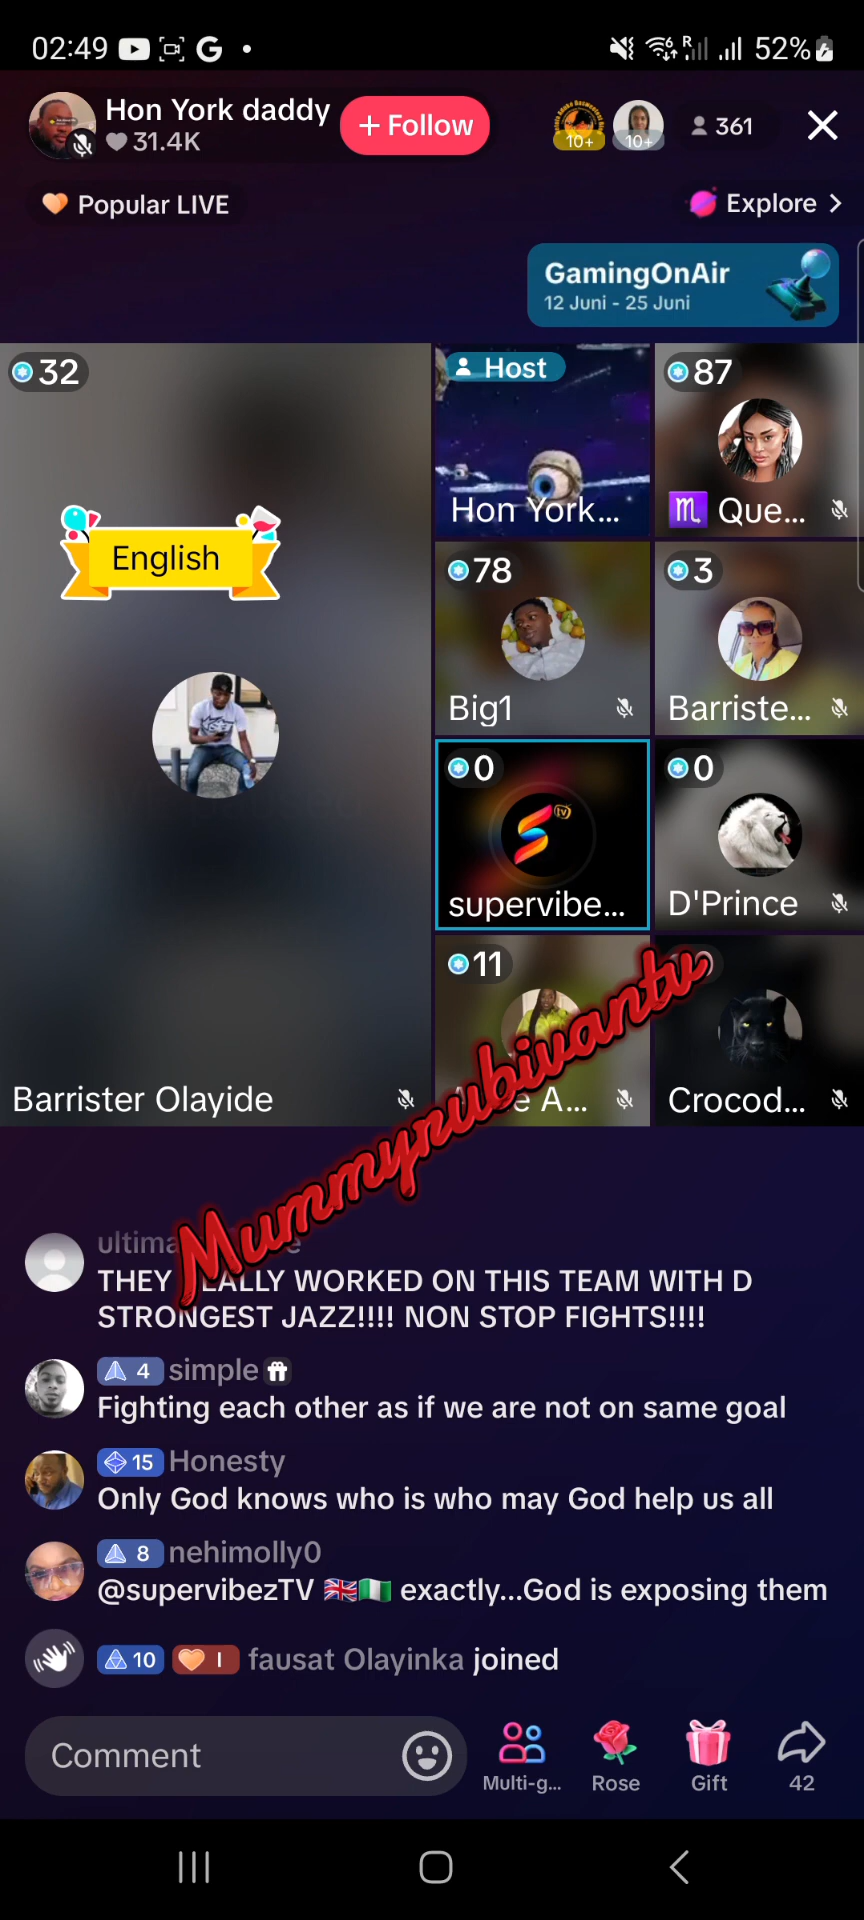 02:49
R
52%
Hon York daddy
31.4K
+ Follow
10+
10+
361
Popular LIVE
Explore >
GamingOnAir
12 Juni - 25 Juni
32
English
Barrister Olayide
Host
Hon York...
87
Que...
78
Big1
3
Barriste...
0
tv
supervibe...
0
D'Prince
11
e A...
Crocod...
Mummyrubivantv
THEY WORKED ON THIS TEAM WITH D
STRONGEST JAZZ!!!! NON STOP FIGHTS!!!!
4 simple
Fighting each other as if we are not on same goal
15 Honesty
Only God knows who is who may God help us all
8 nehimolly0
@supervibezTV 🇬🇧🇳🇬 exactly...God is exposing them
10 I fausat Olayinka joined
Comment
Multi-g...
Rose
Gift
42